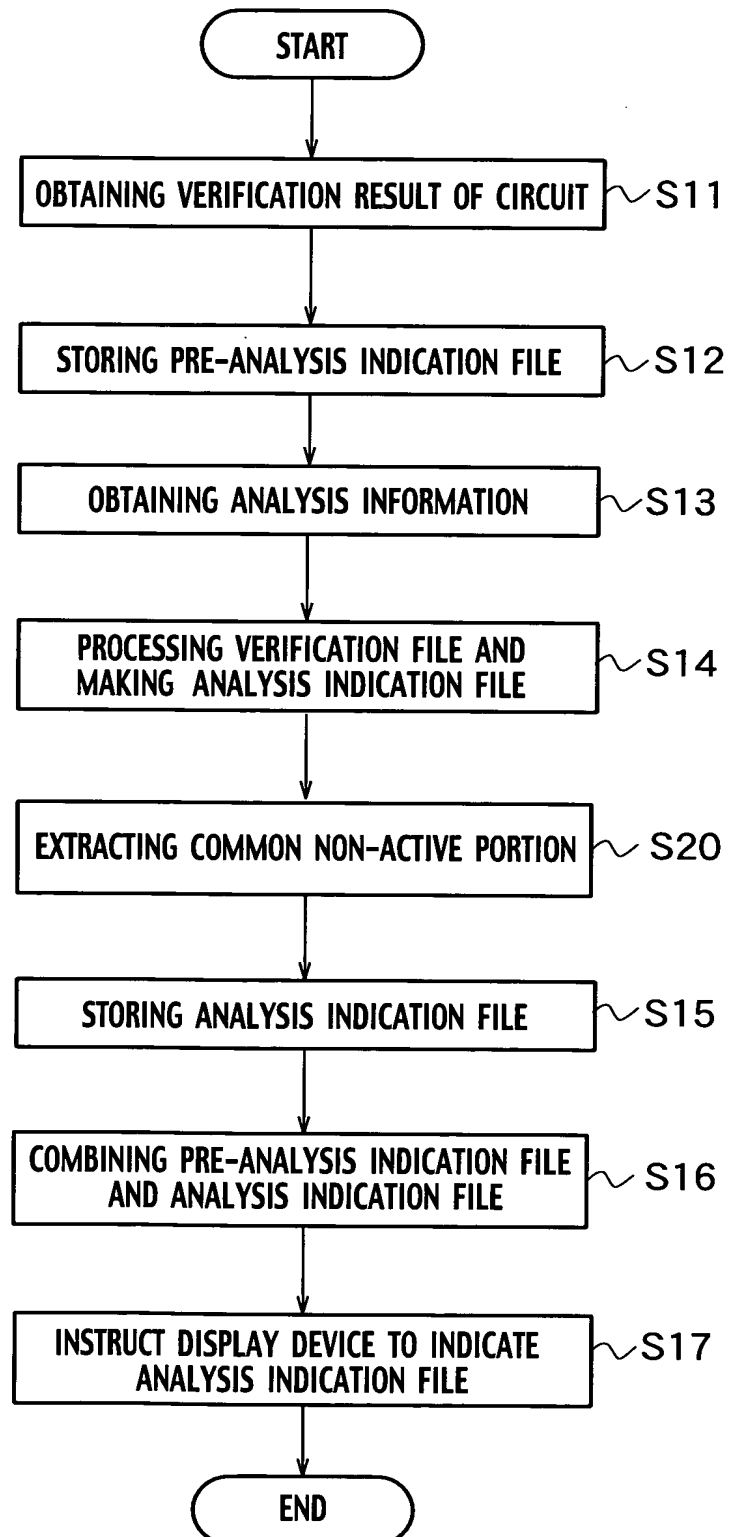 START
OBTAINING VERIFICATION RESULT OF CIRCUIT S11
STORING PRE-ANALYSIS INDICATION FILE S12
OBTAINING ANALYSIS INFORMATION S13
PROCESSING VERIFICATION FILE AND
MAKING ANALYSIS INDICATION FILE S14
EXTRACTING COMMON NON-ACTIVE PORTION S20
STORING ANALYSIS INDICATION FILE S15
COMBINING PRE-ANALYSIS INDICATION FILE
AND ANALYSIS INDICATION FILE S16
INSTRUCT DISPLAY DEVICE TO INDICATE
ANALYSIS INDICATION FILE S17
END